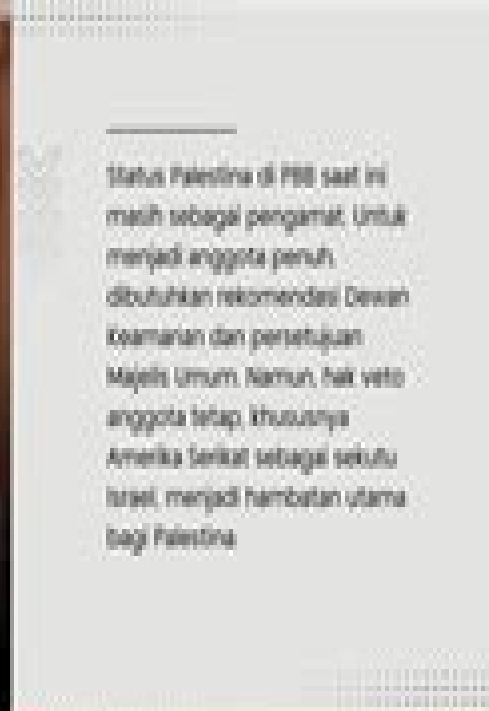 Status Palestina di PBB saat ini
masih sebagai pengamat. Untuk
menjadi anggota penuh,
dibutuhkan rekomendasi Dewan
Keamanan dan persetujuan
Majelis Umum. Namun, hak veto
anggota tetap, khususnya
Amerika Serikat sebagai sekutu
Israel, menjadi hambatan utama
bagi Palestina